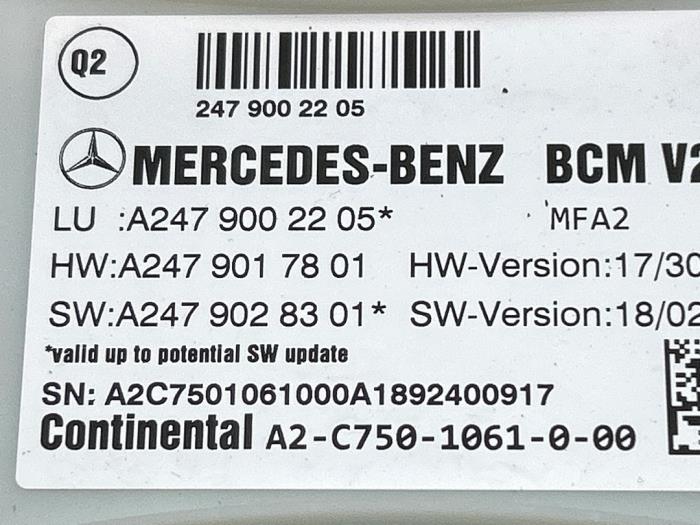 Q2
247 900 22 05
MERCEDES-BENZ BCM V2
LU :A247 900 22 05* MFA2
HW:A247 901 78 01 HW-Version:17/30
SW:A247 902 83 01* SW-Version:18/02
*valid up to potential SW update
SN: A2C7501061000A1892400917
Continental A2-C750-1061-0-00